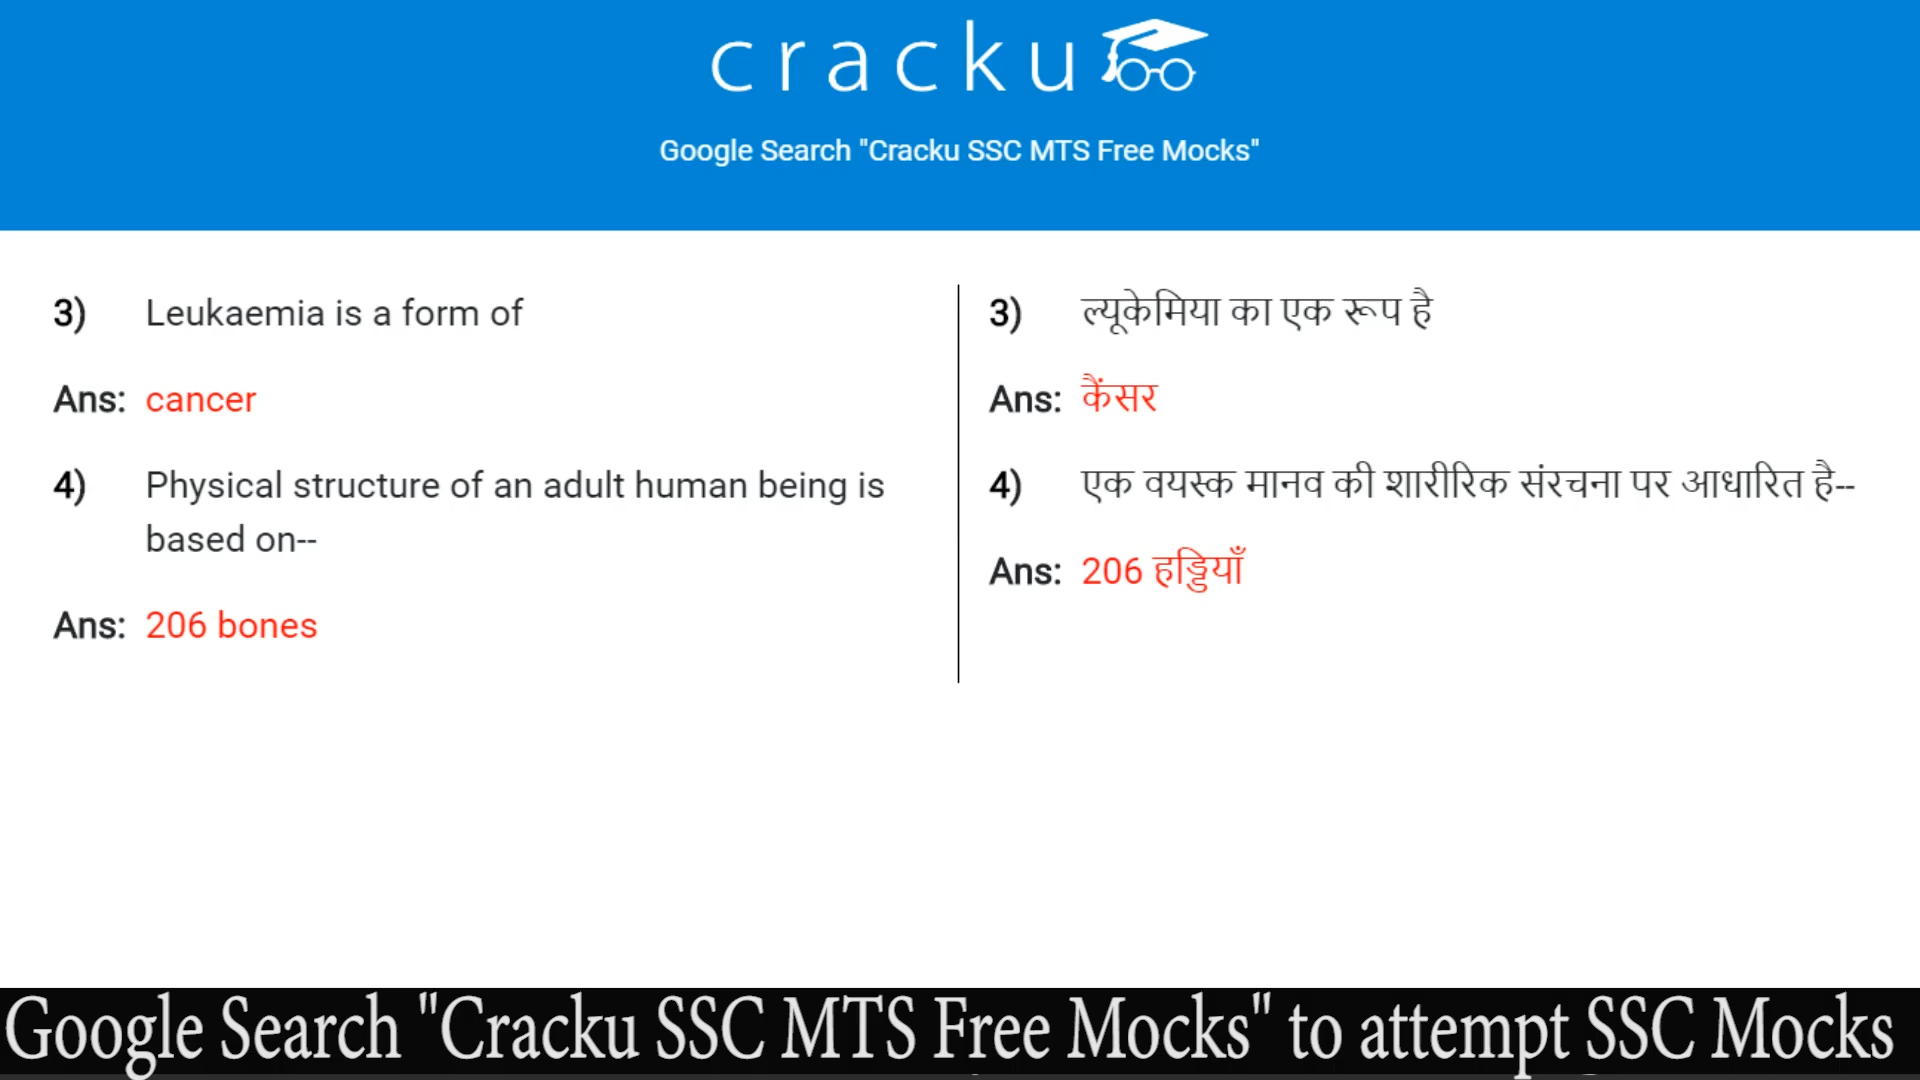 cracku
Google Search "Cracku SSC MTS Free Mocks"
3) Leukaemia is a form of
Ans: cancer
4) Physical structure of an adult human being is
based on--
Ans: 206 bones
3) ल्यूकेमिया का एक रूप है
Ans: कैंसर
4) एक वयस्क मानव की शारीरिक संरचना पर आधारित है--
Ans: 206 हड्डियाँ
Google Search "Cracku SSC MTS Free Mocks" to attempt SSC Mocks